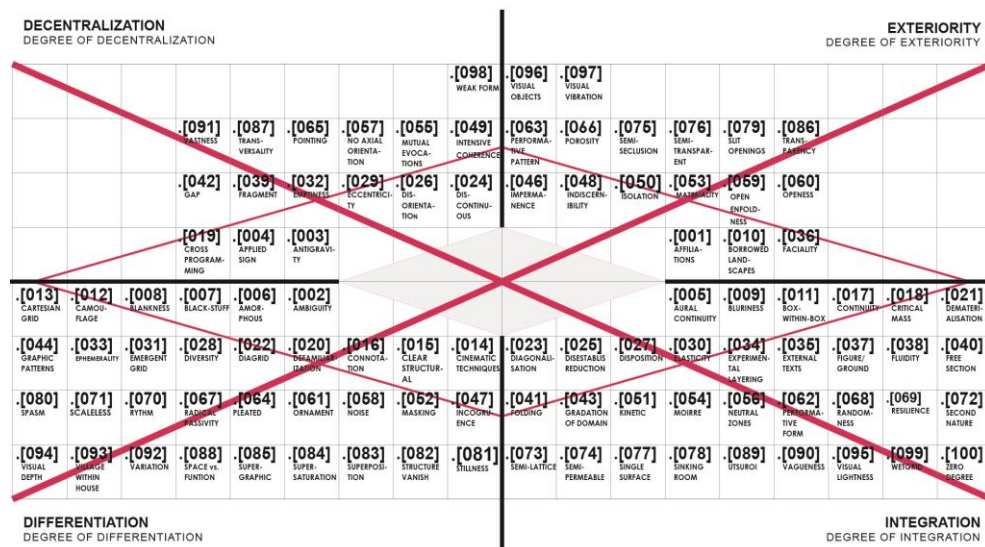 DECENTRALIZATION
DEGREE OF DECENTRALIZATION
EXTERIORITY
DEGREE OF EXTERIORITY
.[098]
WEAK FORM
.[096]
VISUAL
OBJECTS
.[097]
VISUAL
VIBRATION
.[091]
VASTNESS
.[087]
TRANS-
VERSALITY
.[065]
POINTING
.[057]
NO AXIAL
ORIENTA-
TION
.[055]
NO
MUTUAL
EVOCA-
TIONS
.[049]
INTENSIVE
COHERENCE
.[063]
PERFORMA-
TIVE
PATTERN
.[066]
POROSITY
.[075]
SEMI-
SECLUSION
.[076]
SEMI-
TRANSPAR-
ENT
.[079]
SLIT
OPENINGS
.[086]
TRANS-
PARENCY
.[042]
GAP
.[039]
FRAGMENT
.[032]
EMPTINESS
.[029]
ECCENTRICI-
TY
.[026]
DIS-
ORIENTA-
TION
.[024]
DIS-
CONTINU-
OUS
.[046]
IMPERMA-
NENCE
.[048]
INDISCERN-
IBILITY
.[050]
ISOLATION
.[053]
MATERIALITY
.[059]
OPEN
ENFOLD-
NESS
.[060]
OPENESS
.[019]
CROSS
PROGRAM-
MING
.[004]
APPLIED
SIGN
.[003]
ANTIGRAVI-
TY
.[001]
AFFILIA-
TIONS
.[010]
BORROWED
LAND-
SCAPES
.[036]
FACIALITY
.[013]
CARTESIAN
GRID
.[012]
CAMOU-
FLAGE
.[008]
BLANKNESS
.[007]
BLACK-STUFF
.[006]
AMOR-
PHOUS
.[002]
AMBIGUITY
.[005]
AURAL
CONTINUITY
.[009]
BLURINESS
.[011]
BOX-
WITHIN-BOX
.[017]
CONTINUITY
.[018]
CRITICAL
MASS
.[021]
DEMATERI-
ALISATION
.[044]
GRAPHIC
PATTERNS
.[033]
EPHEMERALITY
.[031]
EMERGENT
GRID
.[028]
DIVERSITY
.[022]
DIAGRID
.[020]
DEFAMILIAR-
IZATION
.[016]
CONNOTA-
TION
.[015]
CLEAR
STRUCTUR-
AL
.[014]
CINEMATIC
TECHNIQUES
.[023]
DIAGONALI-
SATION
.[025]
DISESTABLIS
REDUCTION
.[027]
DISPOSITION
.[030]
ELASTICITY
.[034]
EXPERIMEN-
TAL
LAYERING
.[035]
EXTERNAL
TEXTS
.[037]
FIGURE/
GROUND
.[038]
FLUIDITY
.[040]
FREE
SECTION
.[080]
SPASM
.[071]
SCALELESS
.[070]
RYTHM
.[067]
RADICAL
PASSIVITY
.[064]
PLEATED
.[061]
ORNAMENT
.[058]
NOISE
.[052]
MASKING
.[047]
INCOGRU-
ENCE
.[041]
FOLDING
.[043]
GRADATION
OF DOMAIN
.[051]
KINETIC
.[054]
MOIRRE
.[056]
NEUTRAL
ZONES
.[062]
PERFORMA-
TIVE
FORM
.[068]
RANDOM-
NESS
.[069]
RESILIENCE
.[072]
SECOND
NATURE
.[094]
VISUAL
DEPTH
.[093]
VILLAGE
WITHIN
HOUSE
.[092]
VARIATION
.[088]
SPACE vs.
FUNTION
.[085]
SUPER-
GRAPHIC
.[084]
SUPER-
SATURATION
.[083]
SUPERPOSI-
TION
.[082]
STRUCTURE
VANISH
.[081]
STILLNESS
.[073]
SEMI-LATTICE
.[074]
SEMI-
PERMEABLE
.[077]
SINGLE
SURFACE
.[078]
SINKING
ROOM
.[089]
UTSUROI
.[090]
VAGUENESS
.[095]
VISUAL
LIGHTNESS
.[099]
WETGRID
.[100]
ZERO
DEGREE
DIFFERENTIATION
DEGREE OF DIFFERENTIATION
INTEGRATION
DEGREE OF INTEGRATION